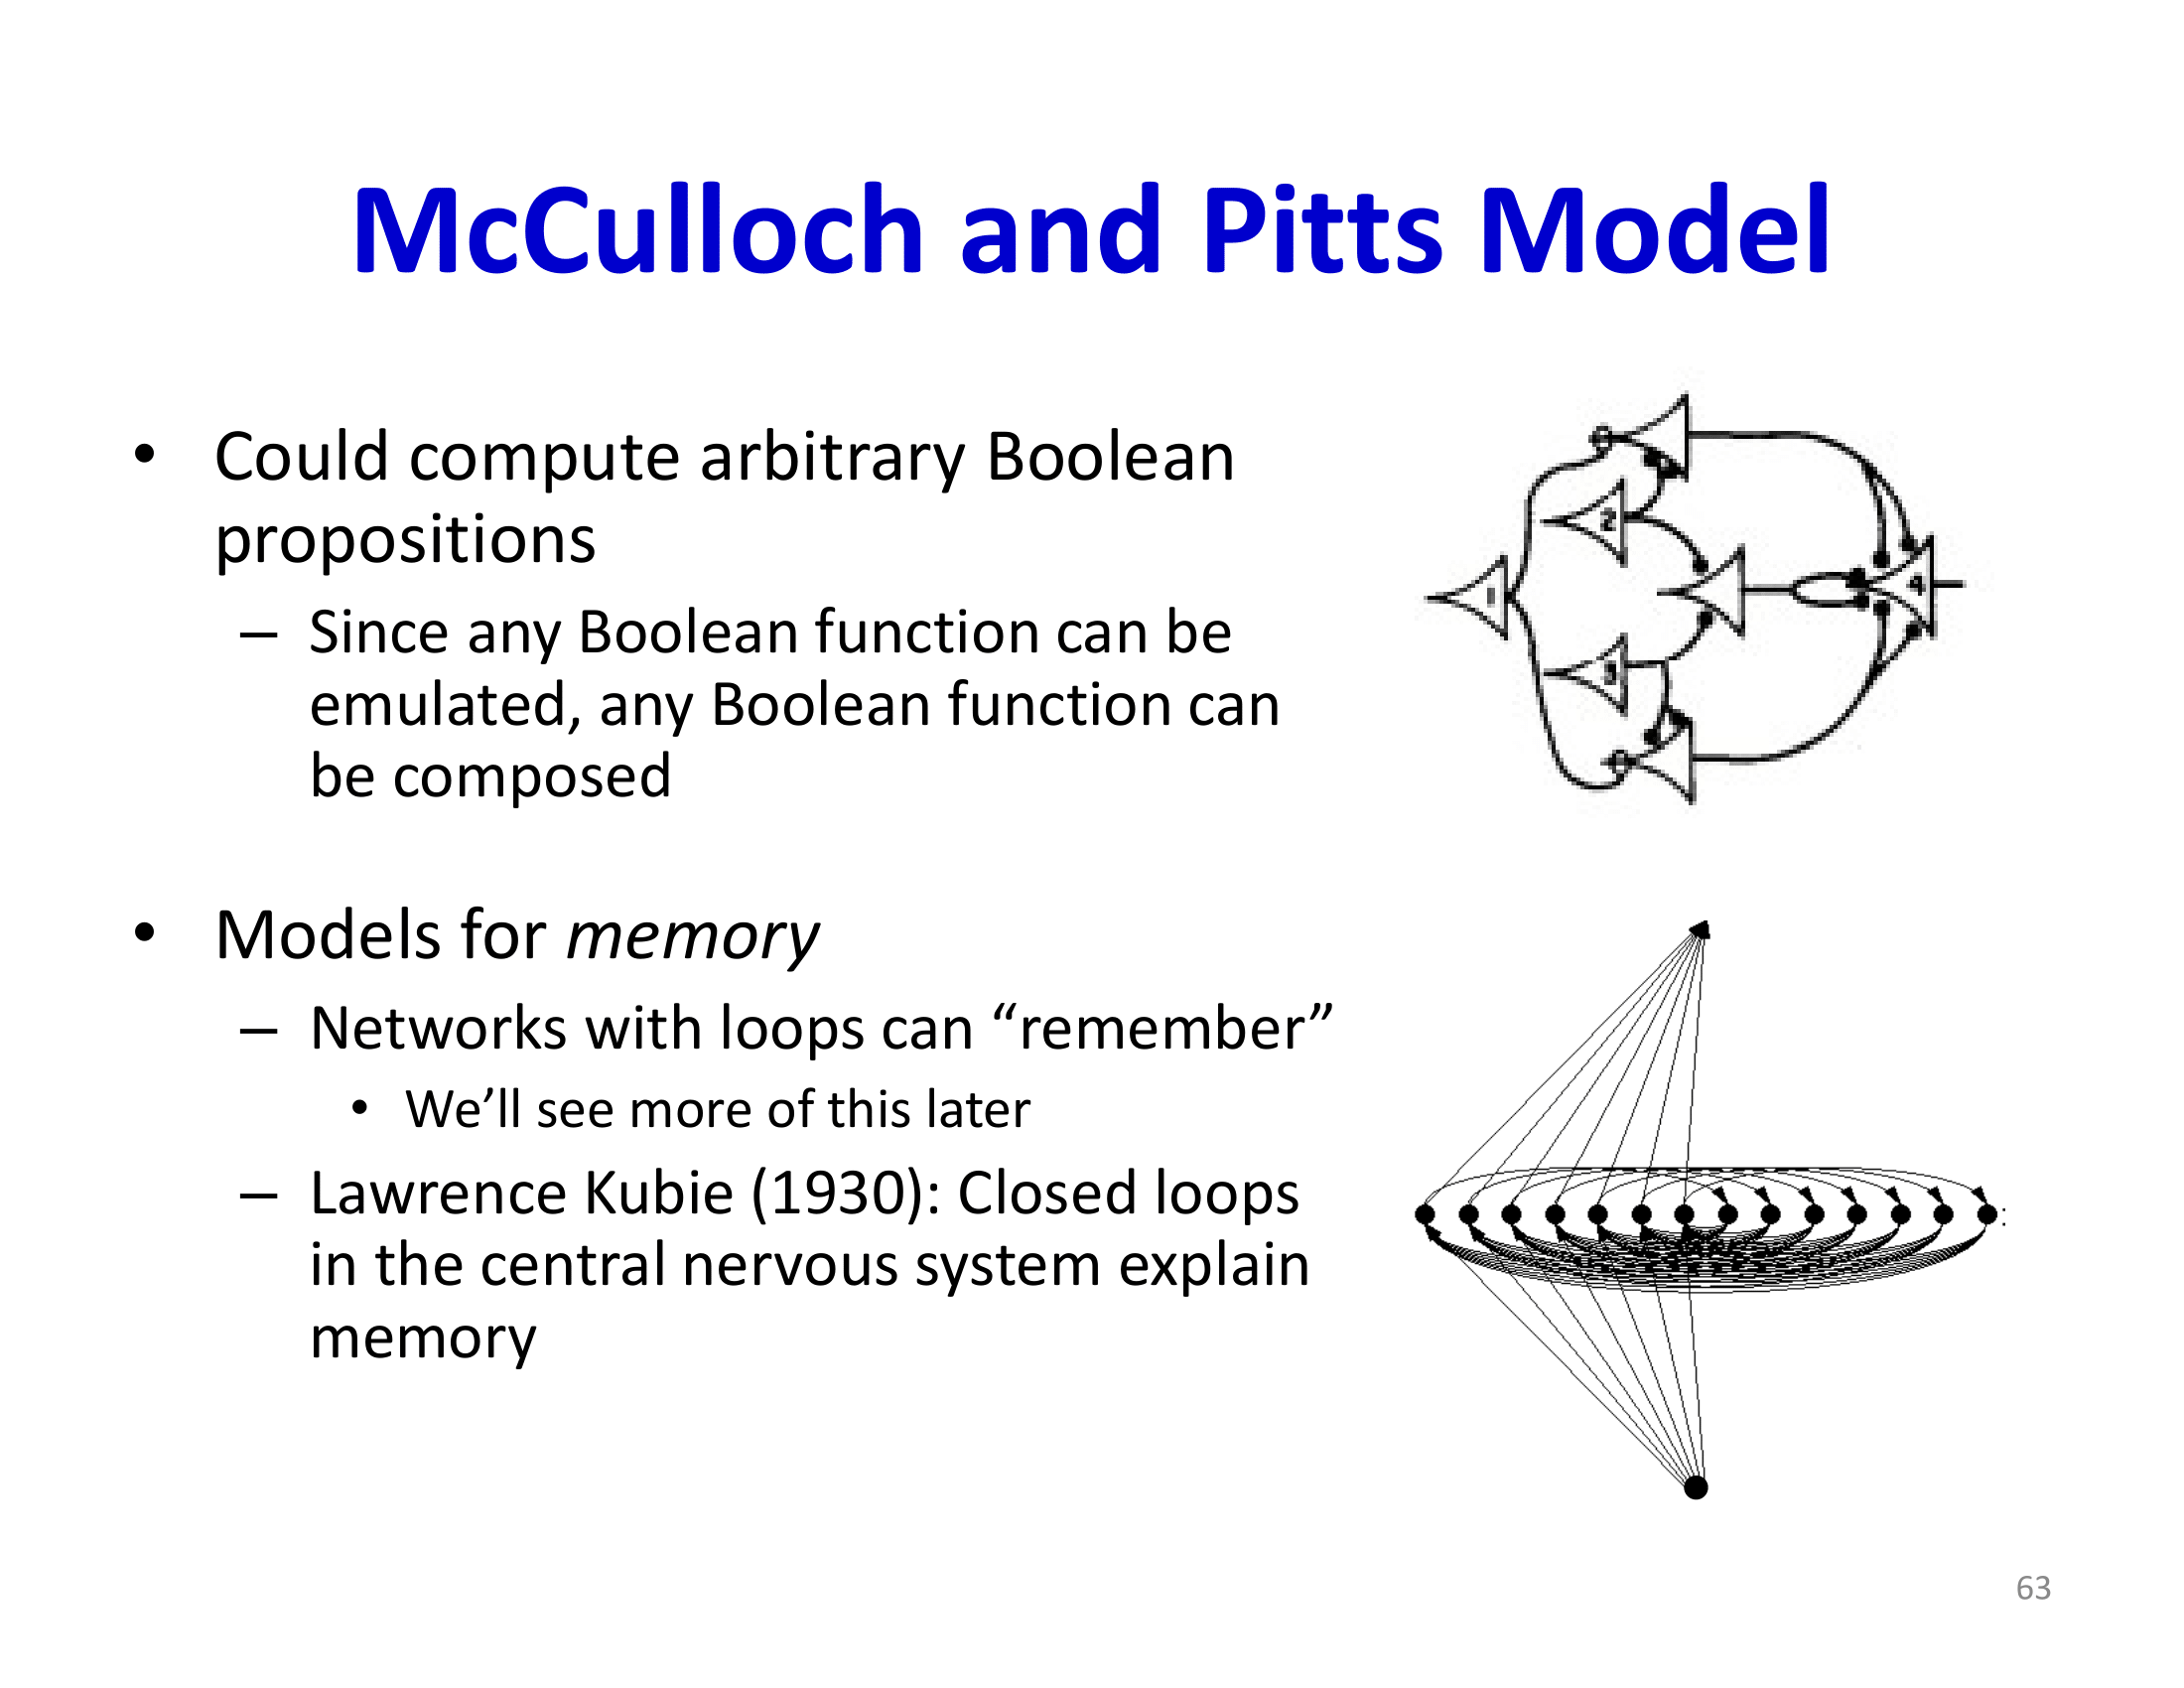 McCulloch and Pitts Model
• Could compute arbitrary Boolean
propositions
– Since any Boolean function can be
emulated, any Boolean function can
be composed
• Models for memory
– Networks with loops can “remember”
• We’ll see more of this later
– Lawrence Kubie (1930): Closed loops
in the central nervous system explain
memory
1
2
3
4
63